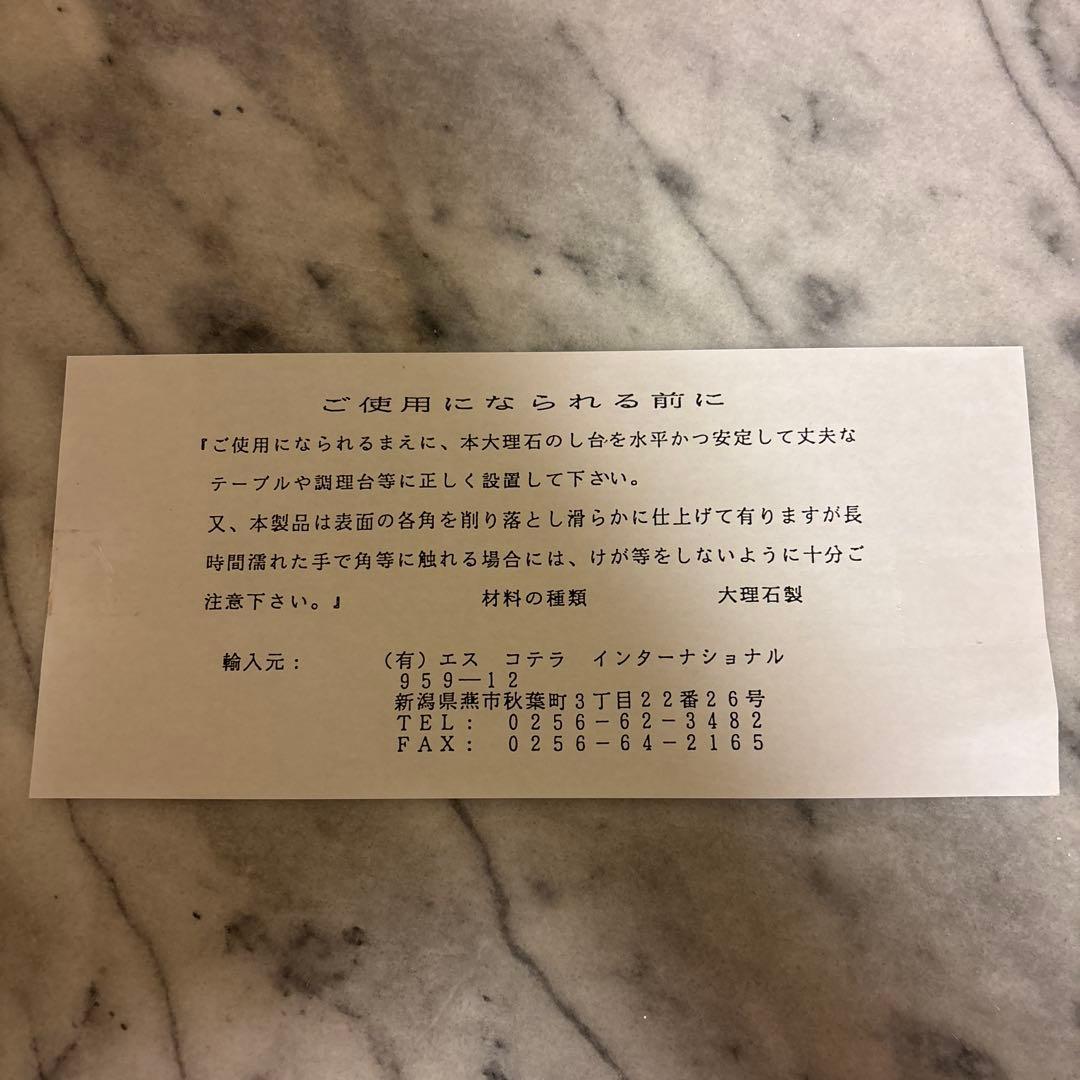 ご使用になられる前に
『ご使用になられるまえに、本大理石のし台を水平かつ安定して丈夫な
テーブルや調理台等に正しく設置して下さい。
又、本製品は表面の各角を削り落とし滑らかに仕上げて有りますが長
時間濡れた手で角等に触れる場合には、けが等をしないように十分ご
注意下さい。』 材料の種類 大理石製
輸入元： （有）エス コテラ インターナショナル
９５９―１２
新潟県燕市秋葉町３丁目２２番２６号
ＴＥＬ： ０２５６－６２－３４８２
ＦＡＸ： ０２５６－６４－２１６５